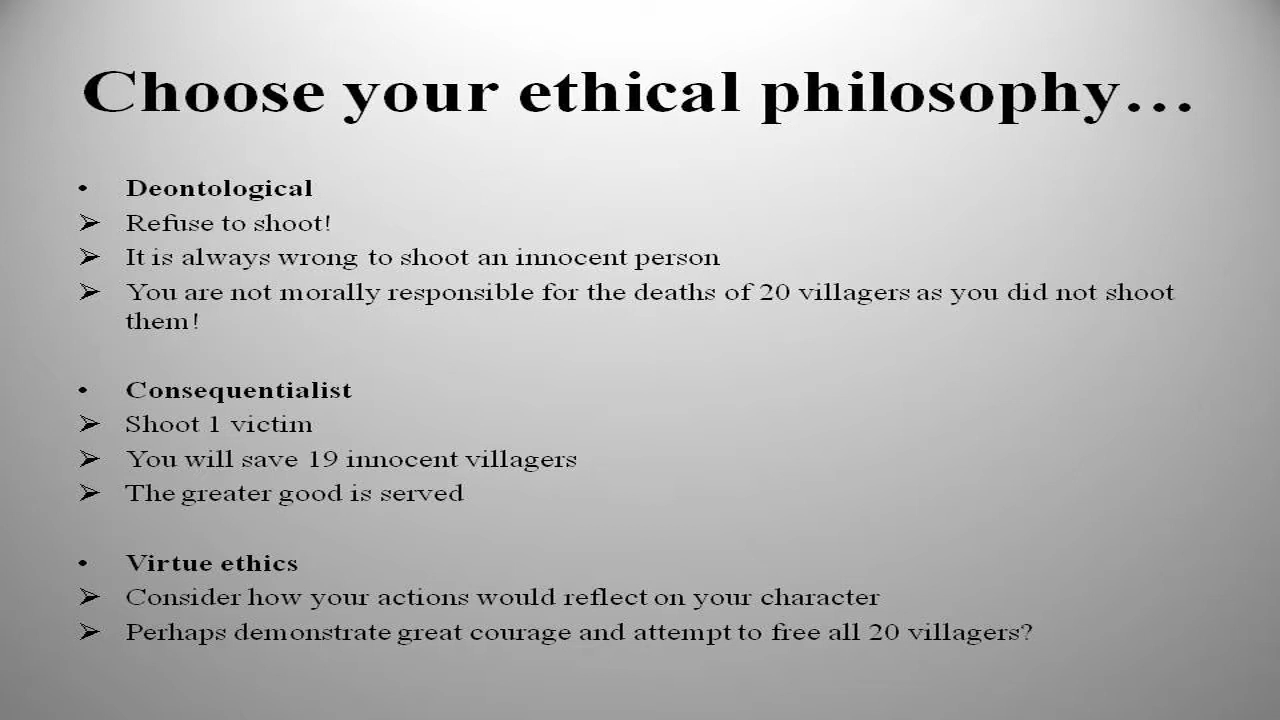 Choose your ethical philosophy…
• Deontological
➢ Refuse to shoot!
➢ It is always wrong to shoot an innocent person
➢ You are not morally responsible for the deaths of 20 villagers as you did not shoot
them!
• Consequentialist
➢ Shoot 1 victim
➢ You will save 19 innocent villagers
➢ The greater good is served
• Virtue ethics
➢ Consider how your actions would reflect on your character
➢ Perhaps demonstrate great courage and attempt to free all 20 villagers?